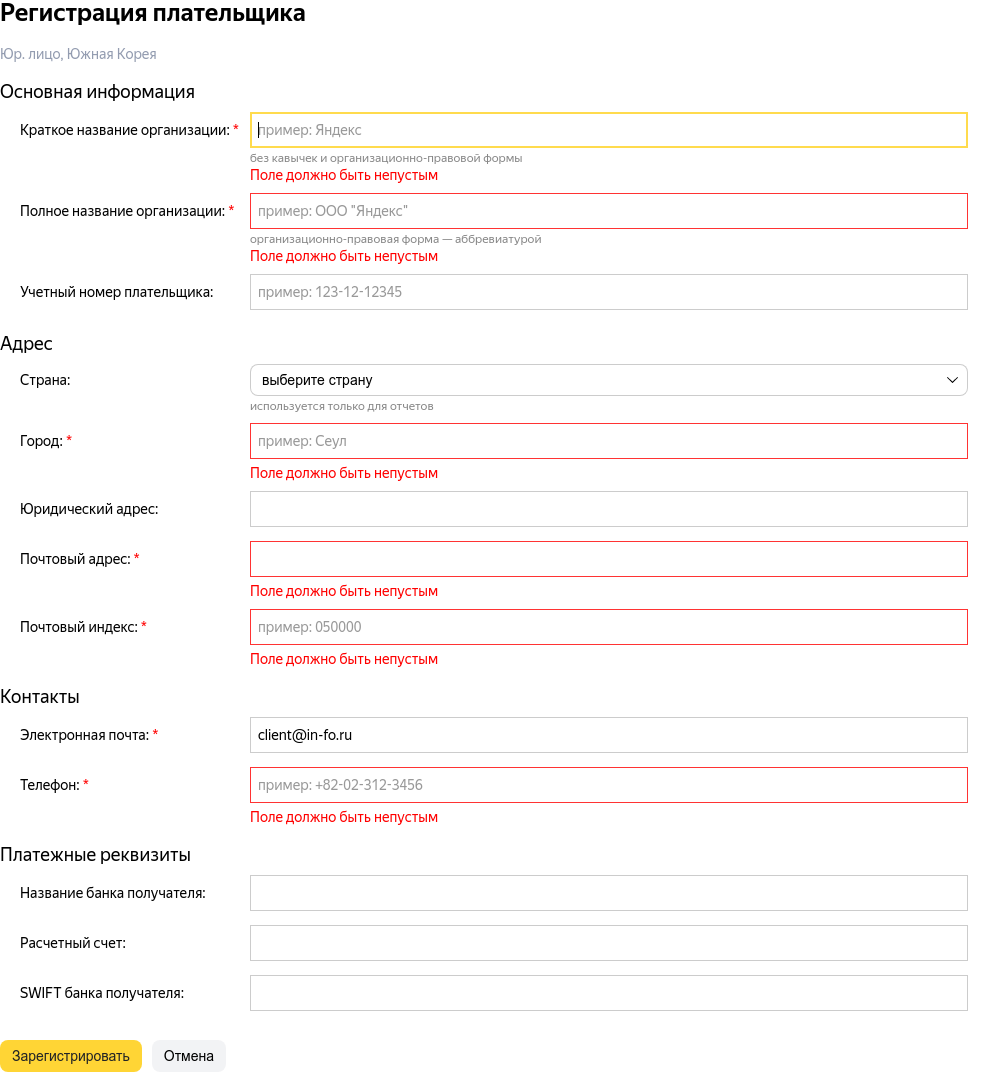 Регистрация плательщика
Юр. лицо, Южная Корея
Основная информация
Краткое название организации: * пример: Яндекс
без кавычек и организационно-правовой формы
Поле должно быть непустым
Полное название организации: * пример: ООО "Яндекс"
организационно-правовая форма — аббревиатурой
Поле должно быть непустым
Учетный номер плательщика: пример: 123-12-12345
Адрес
Страна: выберите страну
используется только для отчетов
Город: * пример: Сеул
Поле должно быть непустым
Юридический адрес:
Почтовый адрес: *
Поле должно быть непустым
Почтовый индекс: * пример: 050000
Поле должно быть непустым
Контакты
Электронная почта: * client@in-fo.ru
Телефон: * пример: +82-02-312-3456
Поле должно быть непустым
Платежные реквизиты
Название банка получателя:
Расчетный счет:
SWIFT банка получателя:
Зарегистрировать Отмена